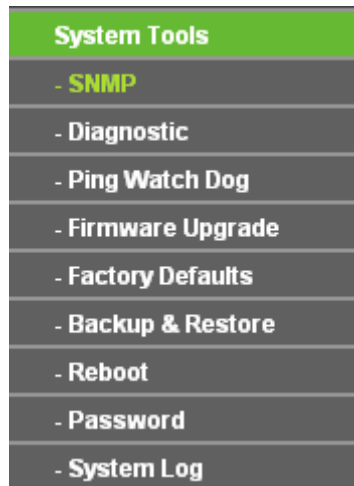 System Tools
- SNMP
- Diagnostic
- Ping Watch Dog
- Firmware Upgrade
- Factory Defaults
- Backup & Restore
- Reboot
- Password
- System Log